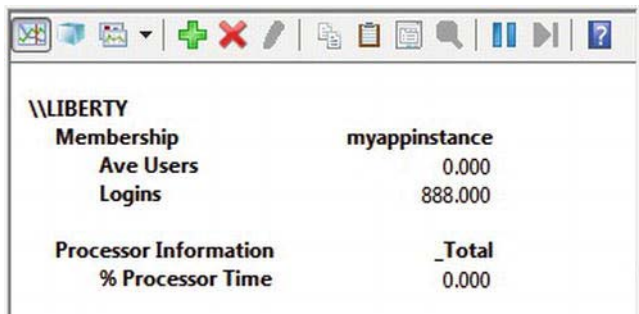 \\LIBERTY
Membership myappinstance
Ave Users 0.000
Logins 888.000
Processor Information _Total
% Processor Time 0.000